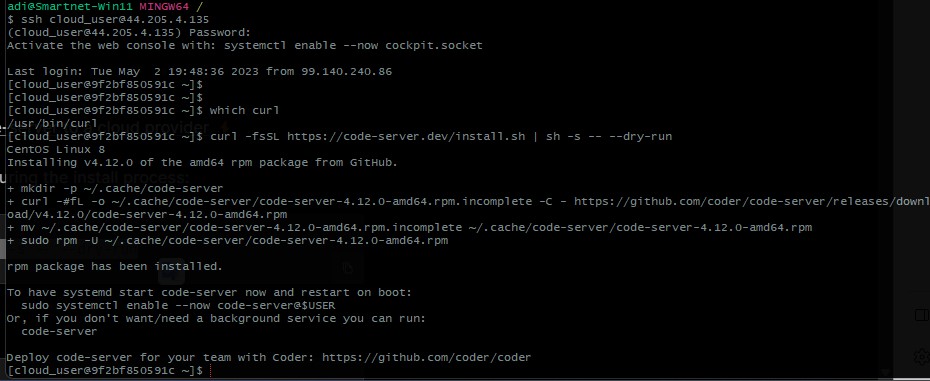 adi@Smartnet-Win11 MINGW64 /
$ ssh cloud_user@44.205.4.135
(cloud_user@44.205.4.135) Password:
Activate the web console with: systemctl enable --now cockpit.socket
Last login: Tue May  2 19:48:36 2023 from 99.140.240.86
[cloud_user@9f2bf850591c ~]$
[cloud_user@9f2bf850591c ~]$
[cloud_user@9f2bf850591c ~]$ which curl
/usr/bin/curl
cloud provider
[cloud_user@9f2bf850591c ~]$ curl -fsSL https://code-server.dev/install.sh | sh -s -- --dry-run
CentOS Linux 8
Installing v4.12.0 of the amd64 rpm package from GitHub.
uring the install process:
+ mkdir -p ~/.cache/code-server
+ curl -#fL -o ~/.cache/code-server/code-server-4.12.0-amd64.rpm.incomplete -C - https://github.com/coder/code-server/releases/downl
oad/v4.12.0/code-server-4.12.0-amd64.rpm
+ mv ~/.cache/code-server/code-server-4.12.0-amd64.rpm.incomplete ~/.cache/code-server/code-server-4.12.0-amd64.rpm
+ sudo rpm -U ~/.cache/code-server/code-server-4.12.0-amd64.rpm
rpm package has been installed.
To have systemd start code-server now and restart on boot:
  sudo systemctl enable --now code-server@$USER
Or, if you don't want/need a background service you can run:
  code-server
Deploy code-server for your team with Coder: https://github.com/coder/coder
[cloud_user@9f2bf850591c ~]$